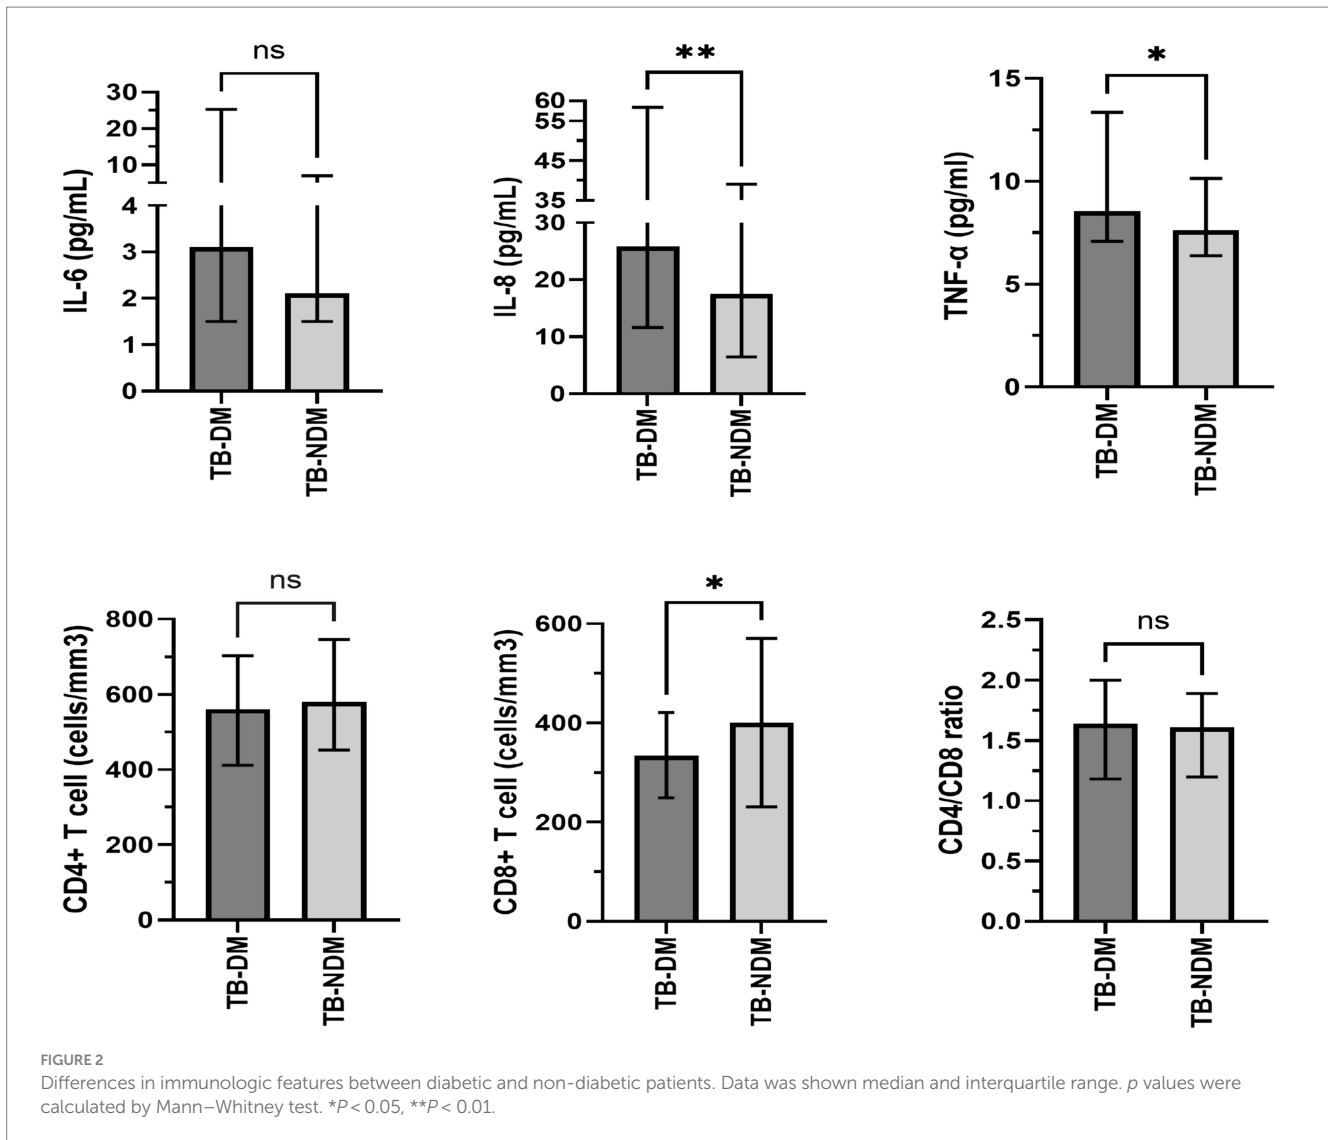 ns
30
20
10
4
3
2
1
0
IL-6 (pg/mL)
TB-DM
TB-NDM
**
60
55
45
35
30
20
10
0
IL-8 (pg/mL)
TB-DM
TB-NDM
*
15
10
5
0
TNF-α (pg/ml)
TB-DM
TB-NDM
ns
800
600
400
200
0
CD4+ T cell (cells/mm3)
TB-DM
TB-NDM
*
600
400
200
0
CD8+ T cell (cells/mm3)
TB-DM
TB-NDM
ns
2.5
2.0
1.5
1.0
0.5
0.0
CD4/CD8 ratio
TB-DM
TB-NDM
FIGURE 2
Differences in immunologic features between diabetic and non-diabetic patients. Data was shown median and interquartile range. p values were
calculated by Mann–Whitney test. *P < 0.05, **P < 0.01.